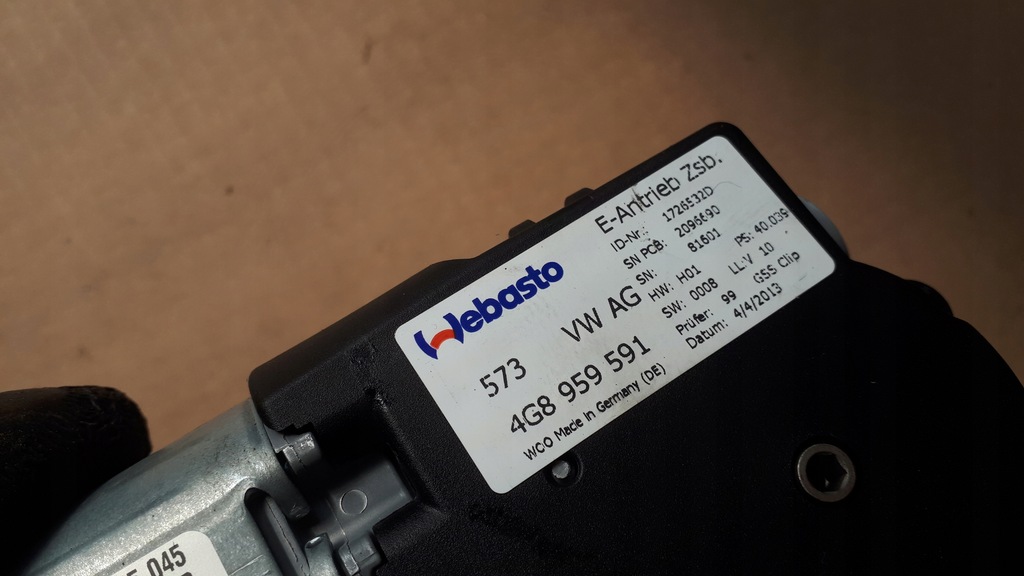 Webasto
E-Antrieb Zsb.
ID-Nr.: 1726532D
SN PCB: 2096690
SN: 81601
HW: H01 PS: 40.039
SW: 0008 LL:V 10
Prüfer: 99 GSS Clip
Datum: 4/4/2013
573 VW AG
4G8 959 591
WCO Made in Germany (DE)
045